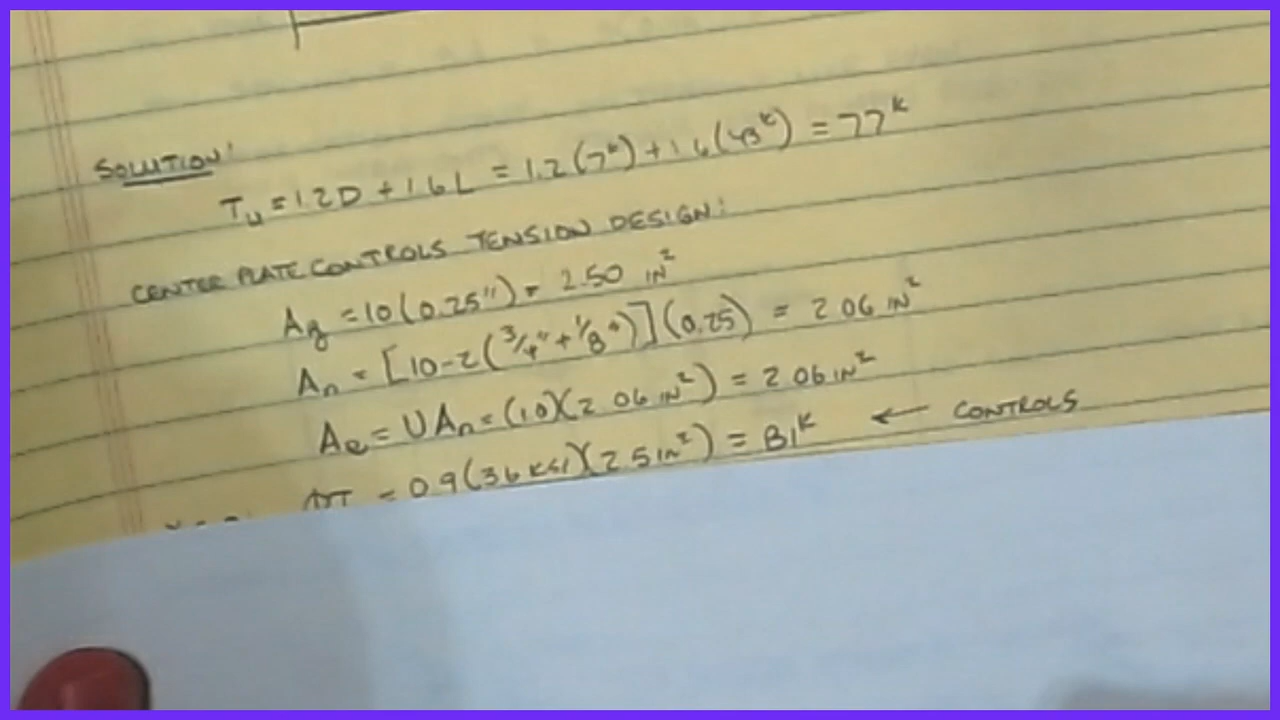 SOLUTION:
Tu = 1.2D + 1.6L = 1.2(7ᵏ) + 1.6(43ᵏ) = 77ᵏ
CENTER PLATE CONTROLS TENSION DESIGN:
Ag = 10(0.25") = 2.50 IN²
An = [10-2(3/4"+1/8")](0.25) = 2.06 IN²
Ae = UAn = (1.0)(2.06 IN²) = 2.06 IN²
= 0.9(36 KSI)(2.5 IN²) = 81ᵏ ← CONTROLS